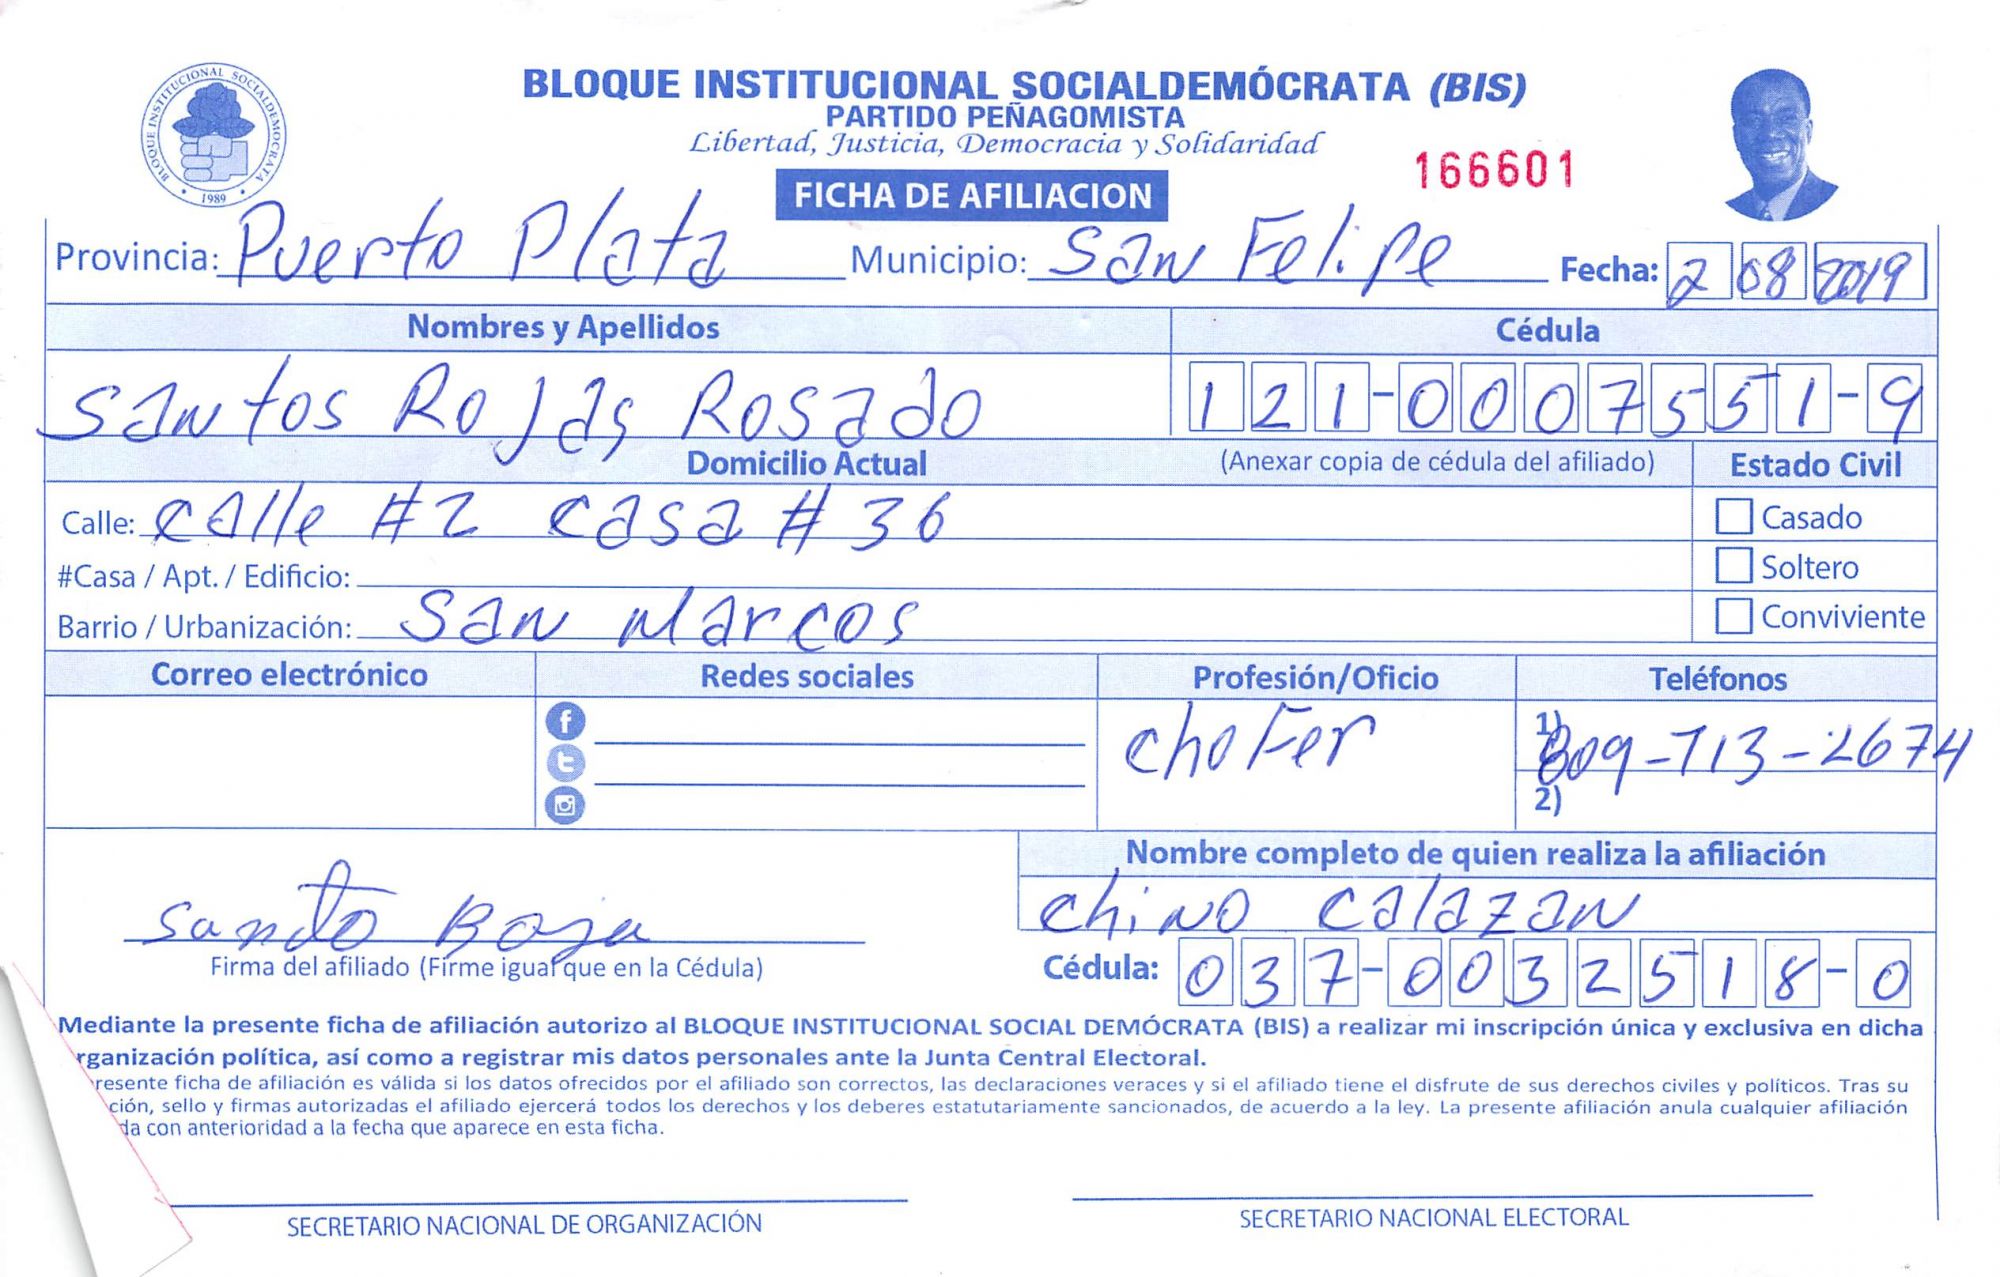 BLOQUE INSTITUCIONAL SOCIALDEMÓCRATA
1989
BLOQUE INSTITUCIONAL SOCIALDEMÓCRATA (BIS)
PARTIDO PEÑAGOMISTA
Libertad, Justicia, Democracia y Solidaridad
166601
FICHA DE AFILIACION
Provincia: Puerto Plata Municipio: San Felipe Fecha: 2 08 2019
Nombres y Apellidos Cédula
Santos Rojas Rosado 121-0007551-9
Domicilio Actual (Anexar copia de cédula del afiliado) Estado Civil
Calle: calle #2 casa #36 Casado
#Casa / Apt. / Edificio: Soltero
Barrio / Urbanización: San Marcos Conviviente
Correo electrónico Redes sociales Profesión/Oficio Teléfonos
f chofer 1) 809-713-2674
t
2)
Nombre completo de quien realiza la afiliación
Santo Roja chino calazan
Firma del afiliado (Firme igual que en la Cédula) Cédula: 037-0032518-0
Mediante la presente ficha de afiliación autorizo al BLOQUE INSTITUCIONAL SOCIAL DEMÓCRATA (BIS) a realizar mi inscripción única y exclusiva en dicha
rganización política, así como a registrar mis datos personales ante la Junta Central Electoral.
resente ficha de afiliación es válida si los datos ofrecidos por el afiliado son correctos, las declaraciones veraces y si el afiliado tiene el disfrute de sus derechos civiles y políticos. Tras su
ción, sello y firmas autorizadas el afiliado ejercerá todos los derechos y los deberes estatutariamente sancionados, de acuerdo a la ley. La presente afiliación anula cualquier afiliación
da con anterioridad a la fecha que aparece en esta ficha.
SECRETARIO NACIONAL DE ORGANIZACIÓN SECRETARIO NACIONAL ELECTORAL